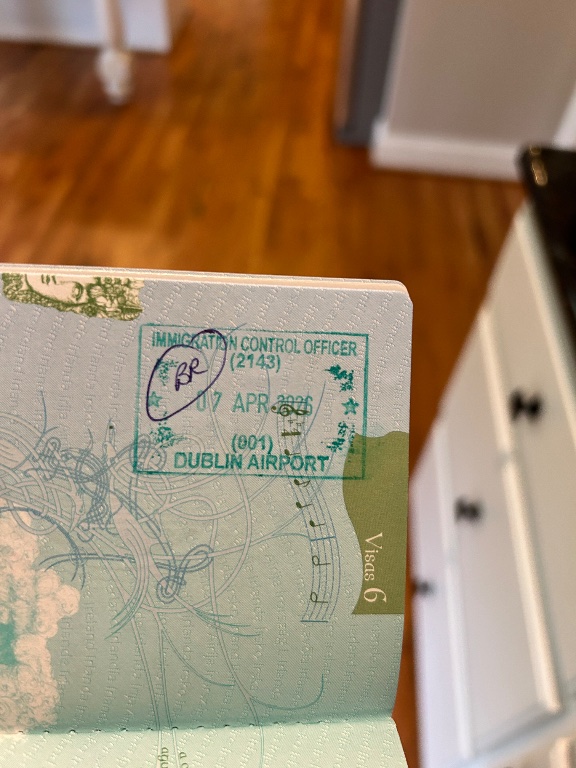 IMMIGRATION CONTROL OFFICER
(2143)
BR
07 APR 2026
(001)
DUBLIN AIRPORT
Visas 6